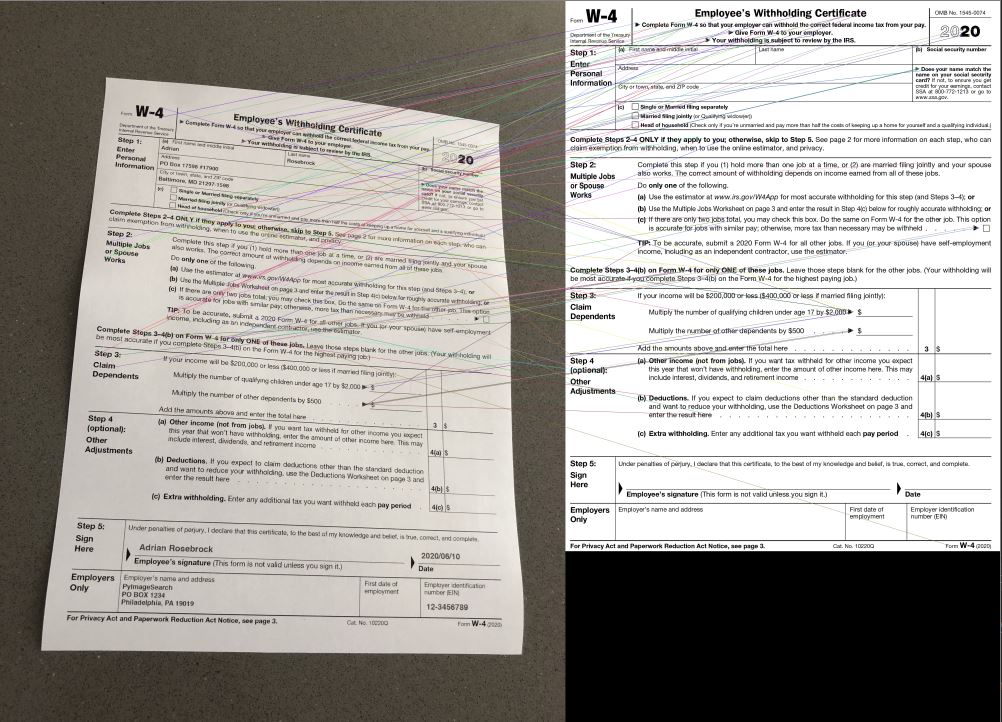 Form W-4
Department of the Treasury
Internal Revenue Service
Employee's Withholding Certificate
▶ Complete Form W-4 so that your employer can withhold the correct federal income tax from your pay.
▶ Give Form W-4 to your employer.
▶ Your withholding is subject to review by the IRS.
OMB No. 1545-0074
2020
Step 1:
Enter
Personal
Information
(a) First name and middle initial
Adrian
Last name
Rosebrock
(b) Social security number
Address
PO Box 17598 #17900
City or town, state, and ZIP code
Baltimore, MD 21297-1598
▶ Does your name match the
name on your social security
card? If not, to ensure you get
credit for your earnings, contact
SSA at 800-772-1213 or go to
www.ssa.gov.
(c) Single or Married filing separately
Married filing jointly (or Qualifying widow(er))
Head of household (Check only if you're unmarried and pay more than half the costs of keeping up a home for yourself and a qualifying individual.)
Complete Steps 2–4 ONLY if they apply to you; otherwise, skip to Step 5. See page 2 for more information on each step, who can
claim exemption from withholding, when to use the online estimator, and privacy.
Step 2:
Multiple Jobs
or Spouse
Works
Complete this step if you (1) hold more than one job at a time, or (2) are married filing jointly and your spouse
also works. The correct amount of withholding depends on income earned from all of these jobs.
Do only one of the following.
(a) Use the estimator at www.irs.gov/W4App for most accurate withholding for this step (and Steps 3–4); or
(b) Use the Multiple Jobs Worksheet on page 3 and enter the result in Step 4(c) below for roughly accurate withholding; or
(c) If there are only two jobs total, you may check this box. Do the same on Form W-4 for the other job. This option
is accurate for jobs with similar pay; otherwise, more tax than necessary may be withheld . . . . . ▶
TIP: To be accurate, submit a 2020 Form W-4 for all other jobs. If you (or your spouse) have self-employment
income, including as an independent contractor, use the estimator.
Complete Steps 3–4(b) on Form W-4 for only ONE of these jobs. Leave those steps blank for the other jobs. (Your withholding will
be most accurate if you complete Steps 3–4(b) on the Form W-4 for the highest paying job.)
Step 3:
Claim
Dependents
If your income will be $200,000 or less ($400,000 or less if married filing jointly):
Multiply the number of qualifying children under age 17 by $2,000 ▶ $
Multiply the number of other dependents by $500 . . . . ▶ $
Add the amounts above and enter the total here . . . . . . . . . . . . . 3 $
Step 4
(optional):
Other
Adjustments
(a) Other income (not from jobs). If you want tax withheld for other income you expect
this year that won't have withholding, enter the amount of other income here. This may
include interest, dividends, and retirement income . . . . . . . . . . . . 4(a) $
(b) Deductions. If you expect to claim deductions other than the standard deduction
and want to reduce your withholding, use the Deductions Worksheet on page 3 and
enter the result here . . . . . . . . . . . . . . . . . . . . . 4(b) $
(c) Extra withholding. Enter any additional tax you want withheld each pay period . 4(c) $
Step 5:
Sign
Here
Under penalties of perjury, I declare that this certificate, to the best of my knowledge and belief, is true, correct, and complete.
Adrian Rosebrock
2020/06/10
Employee's signature (This form is not valid unless you sign it.)
Date
Employers
Only
Employer's name and address
PyImageSearch
PO BOX 1234
Philadelphia, PA 19019
First date of
employment
Employer identification
number (EIN)
12-3456789
For Privacy Act and Paperwork Reduction Act Notice, see page 3.
Cat. No. 10220Q
Form W-4 (2020)
Form W-4
Department of the Treasury
Internal Revenue Service
Employee's Withholding Certificate
▶ Complete Form W-4 so that your employer can withhold the correct federal income tax from your pay.
▶ Give Form W-4 to your employer.
▶ Your withholding is subject to review by the IRS.
OMB No. 1545-0074
2020
Step 1:
Enter
Personal
Information
(a) First name and middle initial
Last name
(b) Social security number
Address
City or town, state, and ZIP code
▶ Does your name match the
name on your social security
card? If not, to ensure you get
credit for your earnings, contact
SSA at 800-772-1213 or go to
www.ssa.gov.
(c) Single or Married filing separately
Married filing jointly (or Qualifying widow(er))
Head of household (Check only if you're unmarried and pay more than half the costs of keeping up a home for yourself and a qualifying individual.)
Complete Steps 2–4 ONLY if they apply to you; otherwise, skip to Step 5. See page 2 for more information on each step, who can
claim exemption from withholding, when to use the online estimator, and privacy.
Step 2:
Multiple Jobs
or Spouse
Works
Complete this step if you (1) hold more than one job at a time, or (2) are married filing jointly and your spouse
also works. The correct amount of withholding depends on income earned from all of these jobs.
Do only one of the following.
(a) Use the estimator at www.irs.gov/W4App for most accurate withholding for this step (and Steps 3–4); or
(b) Use the Multiple Jobs Worksheet on page 3 and enter the result in Step 4(c) below for roughly accurate withholding; or
(c) If there are only two jobs total, you may check this box. Do the same on Form W-4 for the other job. This option
is accurate for jobs with similar pay; otherwise, more tax than necessary may be withheld . . . . . ▶
TIP: To be accurate, submit a 2020 Form W-4 for all other jobs. If you (or your spouse) have self-employment
income, including as an independent contractor, use the estimator.
Complete Steps 3–4(b) on Form W-4 for only ONE of these jobs. Leave those steps blank for the other jobs. (Your withholding will
be most accurate if you complete Steps 3–4(b) on the Form W-4 for the highest paying job.)
Step 3:
Claim
Dependents
If your income will be $200,000 or less ($400,000 or less if married filing jointly):
Multiply the number of qualifying children under age 17 by $2,000 ▶ $
Multiply the number of other dependents by $500 . . . . ▶ $
Add the amounts above and enter the total here . . . . . . . . . . . . . 3 $
Step 4
(optional):
Other
Adjustments
(a) Other income (not from jobs). If you want tax withheld for other income you expect
this year that won't have withholding, enter the amount of other income here. This may
include interest, dividends, and retirement income . . . . . . . . . . . . 4(a) $
(b) Deductions. If you expect to claim deductions other than the standard deduction
and want to reduce your withholding, use the Deductions Worksheet on page 3 and
enter the result here . . . . . . . . . . . . . . . . . . . . . 4(b) $
(c) Extra withholding. Enter any additional tax you want withheld each pay period . 4(c) $
Step 5:
Sign
Here
Under penalties of perjury, I declare that this certificate, to the best of my knowledge and belief, is true, correct, and complete.
Employee's signature (This form is not valid unless you sign it.)
Date
Employers
Only
Employer's name and address
First date of
employment
Employer identification
number (EIN)
For Privacy Act and Paperwork Reduction Act Notice, see page 3.
Cat. No. 10220Q
Form W-4 (2020)